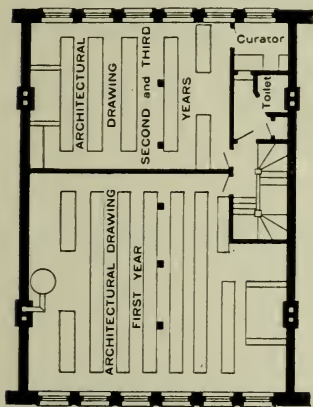 ARCHITECTURAL
DRAWING
SECOND and THIRD
YEARS
Curator
Toilet
ARCHITECTURAL DRAWING
FIRST YEAR